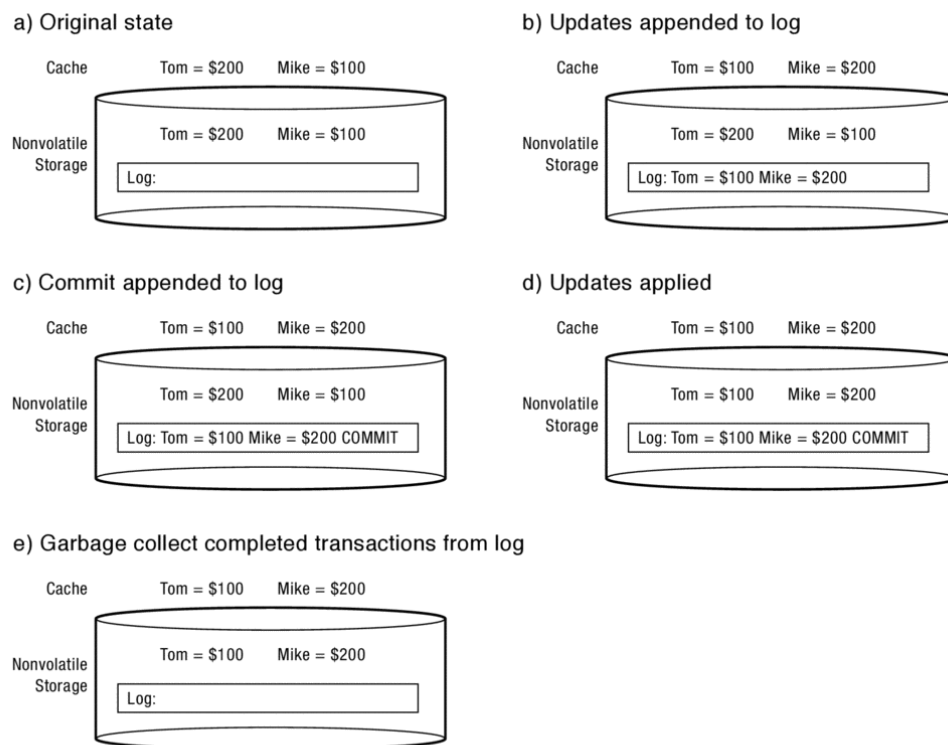 a) Original state
Cache Tom = $200 Mike = $100
Nonvolatile Storage
Tom = $200 Mike = $100
Log:
b) Updates appended to log
Cache Tom = $100 Mike = $200
Nonvolatile Storage
Tom = $200 Mike = $100
Log: Tom = $100 Mike = $200
c) Commit appended to log
Cache Tom = $100 Mike = $200
Nonvolatile Storage
Tom = $200 Mike = $100
Log: Tom = $100 Mike = $200 COMMIT
d) Updates applied
Cache Tom = $100 Mike = $200
Nonvolatile Storage
Tom = $100 Mike = $200
Log: Tom = $100 Mike = $200 COMMIT
e) Garbage collect completed transactions from log
Cache Tom = $100 Mike = $200
Nonvolatile Storage
Tom = $100 Mike = $200
Log: